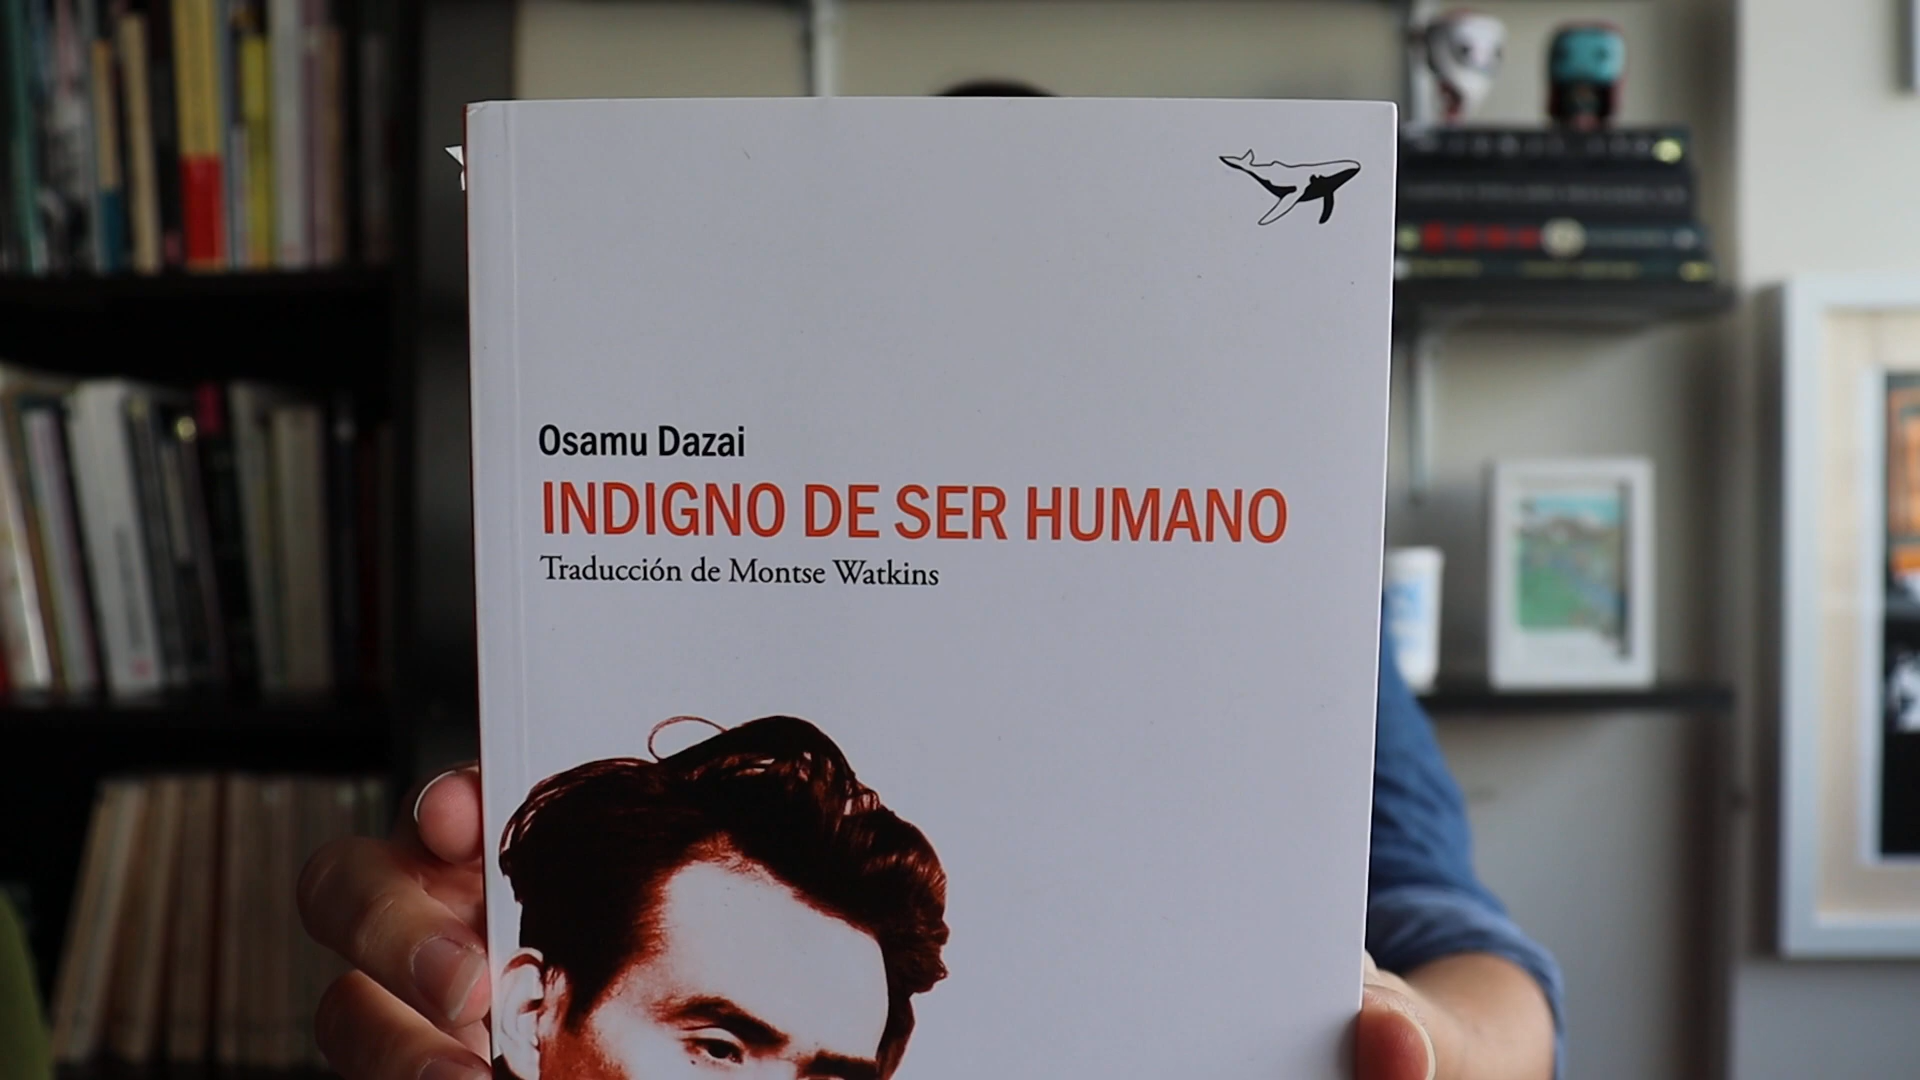 Osamu Dazai
INDIGNO DE SER HUMANO
Traducción de Montse Watkins